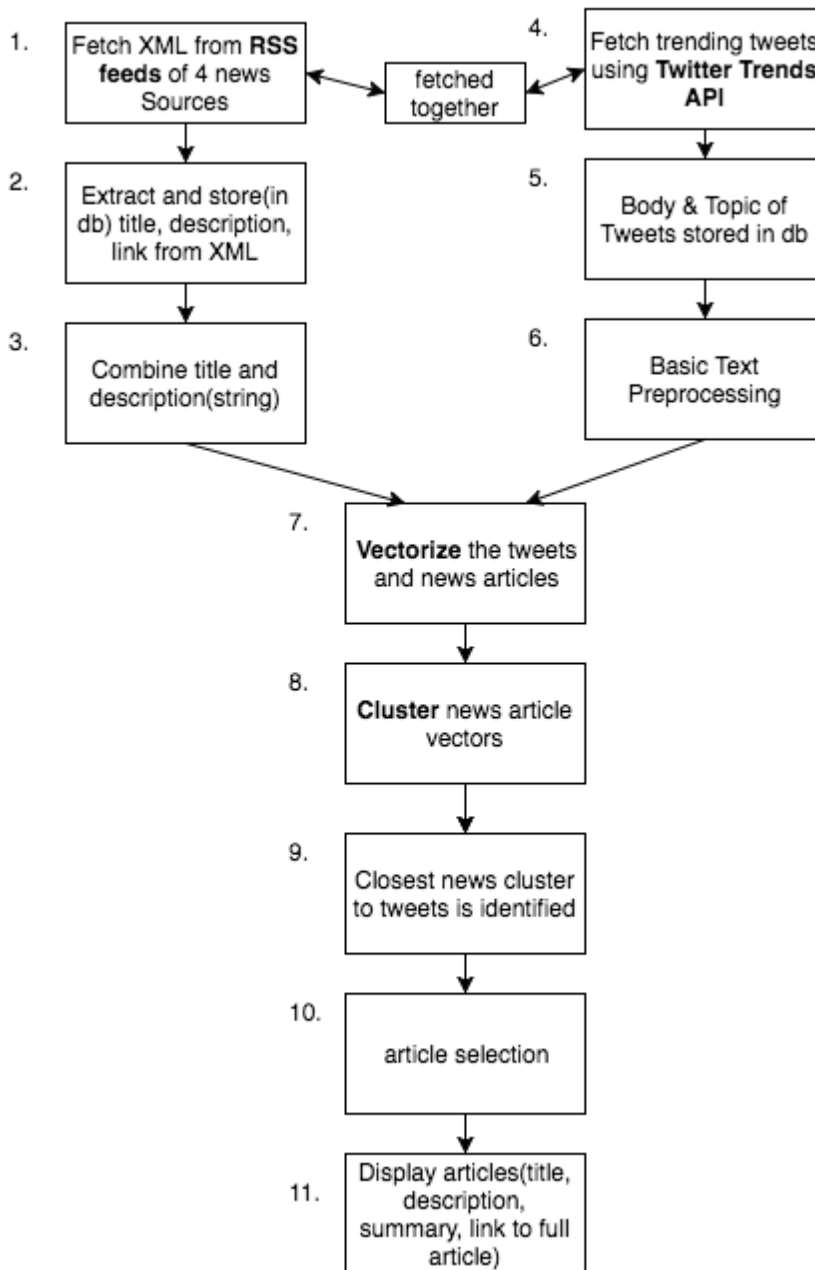 1.
Fetch XML from RSS
feeds of 4 news
Sources
fetched
together
4.
Fetch trending tweets
using Twitter Trends
API
2.
Extract and store(in
db) title, description,
link from XML
5.
Body & Topic of
Tweets stored in db
3.
Combine title and
description(string)
6.
Basic Text
Preprocessing
7.
Vectorize the tweets
and news articles
8.
Cluster news article
vectors
9.
Closest news cluster
to tweets is identified
10.
article selection
11.
Display articles(title,
description,
summary, link to full
article)